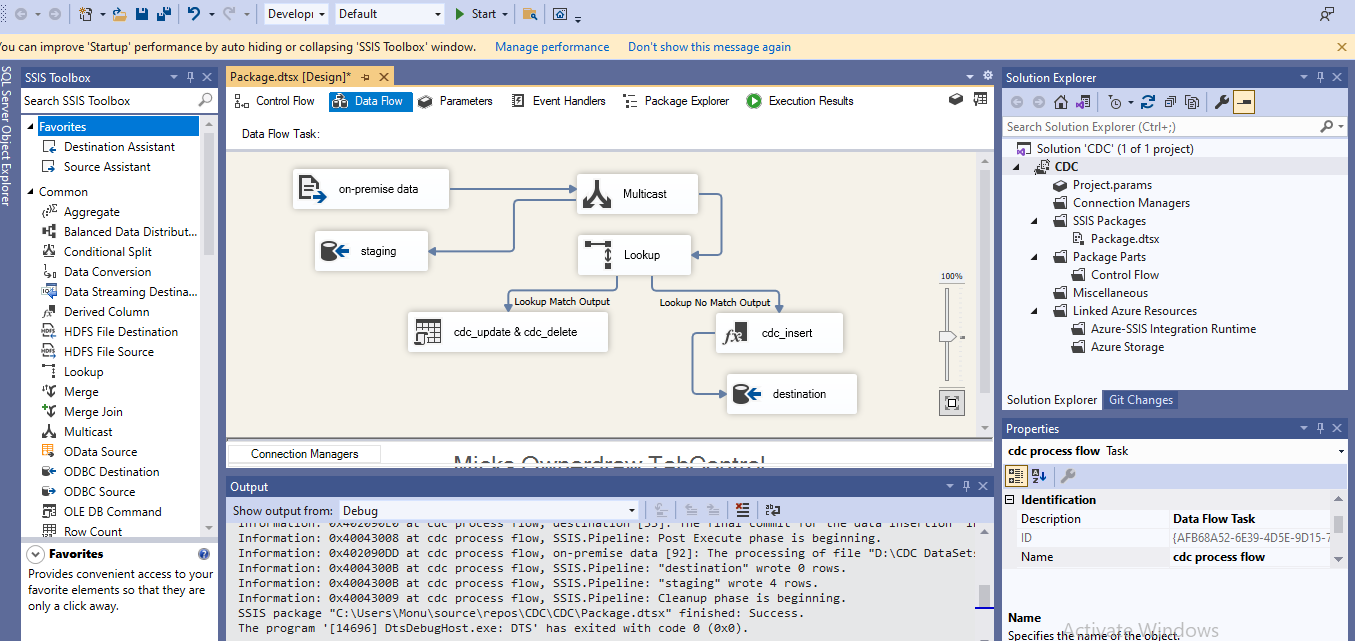 Developi
Default
Start
You can improve 'Startup' performance by auto hiding or collapsing 'SSIS Toolbox' window. Manage performance Don't show this message again
SQL Server Object Explorer
SSIS Toolbox
Search SSIS Toolbox
Favorites
Destination Assistant
Source Assistant
Common
Aggregate
Balanced Data Distribut...
Conditional Split
Data Conversion
Data Streaming Destina...
Derived Column
HDFS File Destination
HDFS File Source
Lookup
Merge
Merge Join
Multicast
OData Source
ODBC Destination
ODBC Source
OLE DB Command
Row Count
Favorites
Provides convenient access to your
favorite elements so that they are
only a click away.
Package.dtsx [Design]*
Control Flow Data Flow Parameters Event Handlers Package Explorer Execution Results
Data Flow Task:
on-premise data
Multicast
staging
Lookup
Lookup Match Output
Lookup No Match Output
cdc_update & cdc_delete
cdc_insert
destination
100%
Connection Managers
Output
Show output from: Debug
Information: 0x402090E0 at cdc process flow, destination [55]: The final commit for the data insertion in
Information: 0x40043008 at cdc process flow, SSIS.Pipeline: Post Execute phase is beginning.
Information: 0x402090DD at cdc process flow, on-premise data [92]: The processing of file "D:\CDC DataSet
Information: 0x4004300B at cdc process flow, SSIS.Pipeline: "destination" wrote 0 rows.
Information: 0x4004300B at cdc process flow, SSIS.Pipeline: "staging" wrote 4 rows.
Information: 0x40043009 at cdc process flow, SSIS.Pipeline: Cleanup phase is beginning.
SSIS package "C:\Users\Monu\source\repos\CDC\CDC\Package.dtsx" finished: Success.
The program '[14696] DtsDebugHost.exe: DTS' has exited with code 0 (0x0).
Solution Explorer
Search Solution Explorer (Ctrl+;)
Solution 'CDC' (1 of 1 project)
CDC
Project.params
Connection Managers
SSIS Packages
Package.dtsx
Package Parts
Control Flow
Miscellaneous
Linked Azure Resources
Azure-SSIS Integration Runtime
Azure Storage
Solution Explorer Git Changes
Properties
cdc process flow Task
Identification
Description Data Flow Task
ID {AFB68A52-6E39-4D5E-9D15-7
Name cdc process flow
Name
Specifies the name of the object.
Activate Windows